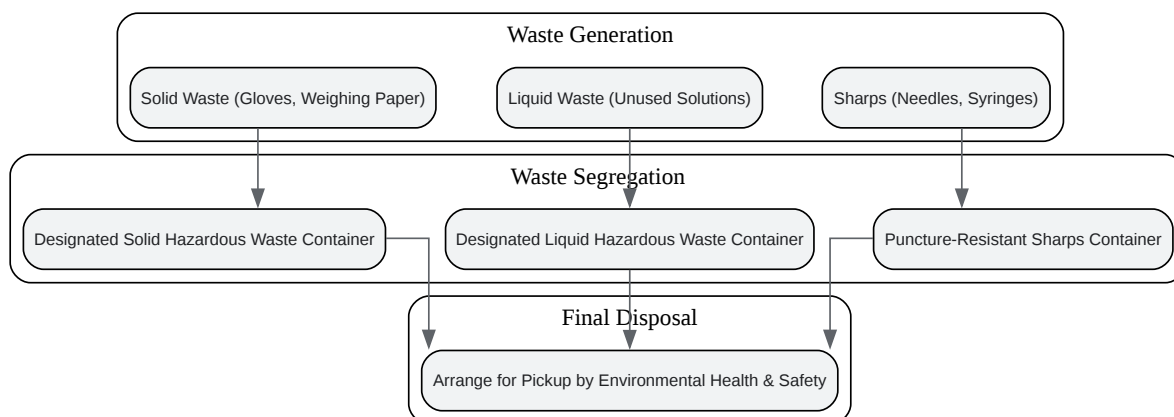 Waste Generation
Solid Waste (Gloves, Weighing Paper)
Liquid Waste (Unused Solutions)
Sharps (Needles, Syringes)
Waste Segregation
Designated Solid Hazardous Waste Container
Designated Liquid Hazardous Waste Container
Puncture-Resistant Sharps Container
Final Disposal
Arrange for Pickup by Environmental Health & Safety